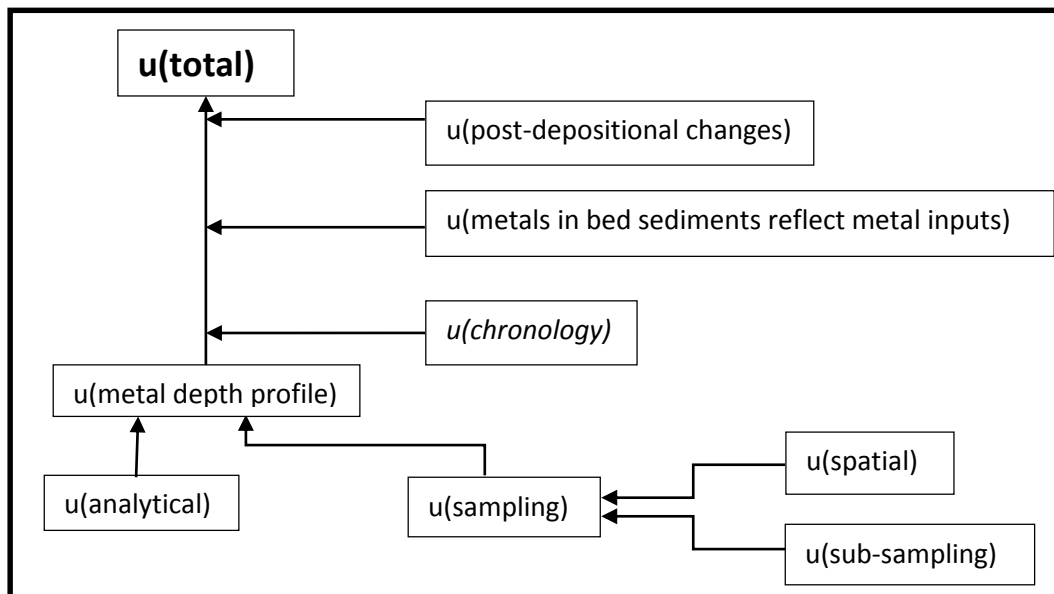 u(total)
u(post-depositional changes)
u(metals in bed sediments reflect metal inputs)
u(chronology)
u(metal depth profile)
u(analytical)
u(sampling)
u(spatial)
u(sub-sampling)